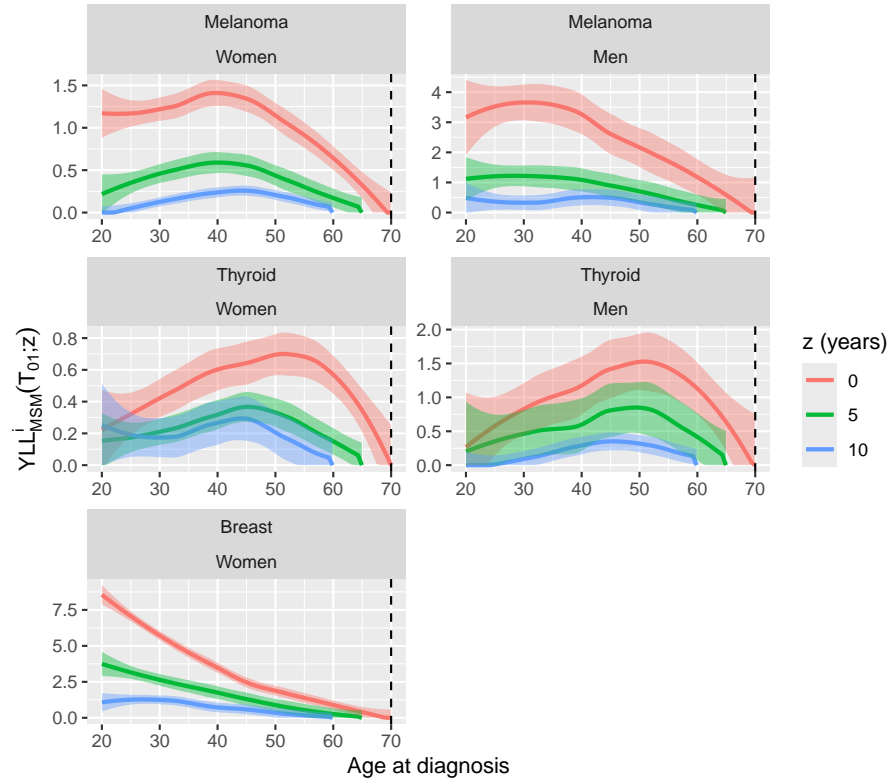 Melanoma
Women
1.5
1.0
0.5
0.0
20 30 40 50 60 70
Melanoma
Men
4
3
2
1
0
20 30 40 50 60 70
Thyroid
Women
0.8
0.6
0.4
0.2
0.0
20 30 40 50 60 70
Thyroid
Men
2.0
1.5
1.0
0.5
0.0
20 30 40 50 60 70
Breast
Women
7.5
5.0
2.5
0.0
20 30 40 50 60 70
Age at diagnosis
YLL^i_MSM(T_01;z)
z (years)
0
5
10